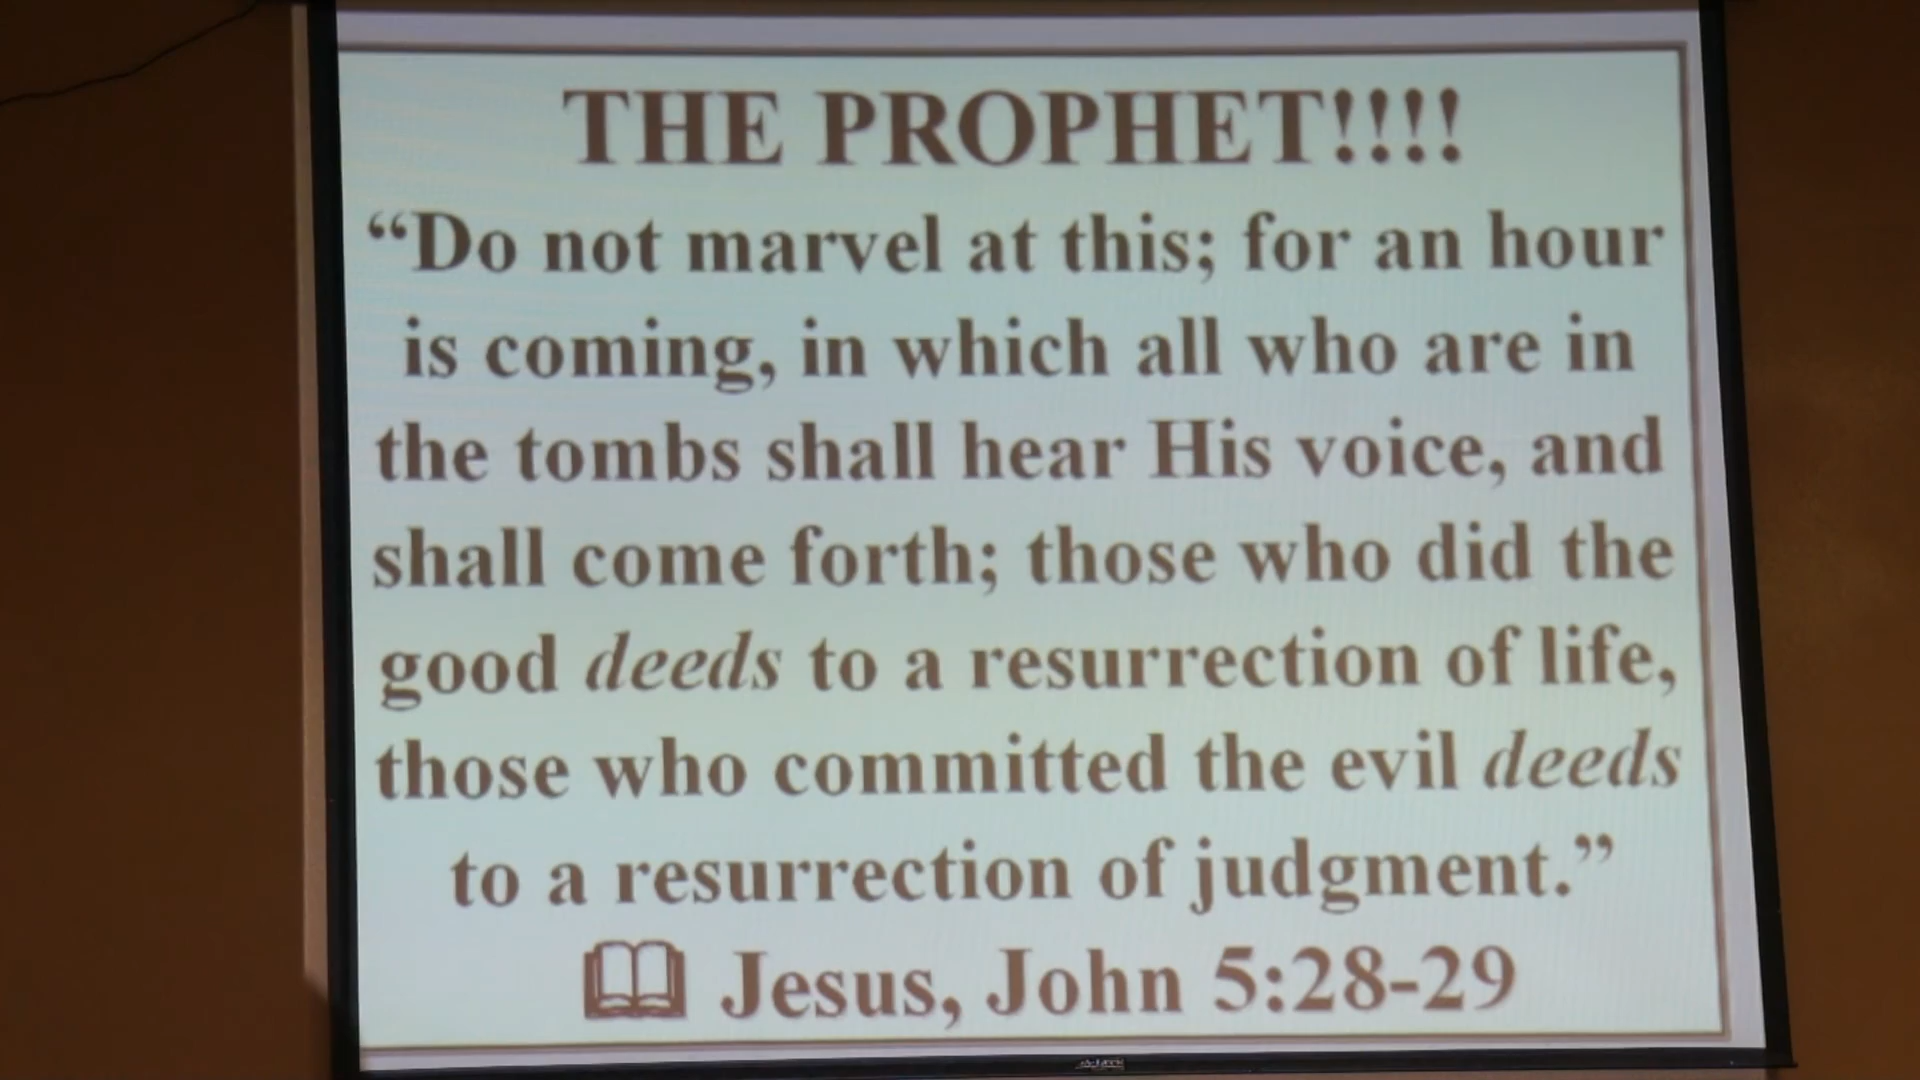 THE PROPHET!!!!
“Do not marvel at this; for an hour
is coming, in which all who are in
the tombs shall hear His voice, and
shall come forth; those who did the
good deeds to a resurrection of life,
those who committed the evil deeds
to a resurrection of judgment.”
Jesus, John 5:28-29